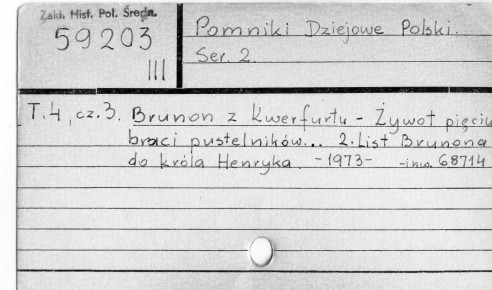 Zakł. Hist. Pol. Średn.
59203
III
Pomniki Dziejowe Polski.
Ser. 2.
T.4, cz.3. Brunon z Kwerfurtu - Żywot pięciu
braci pustelników... 2. List Brunona
do króla Henryka. -1973- -inw. 68714